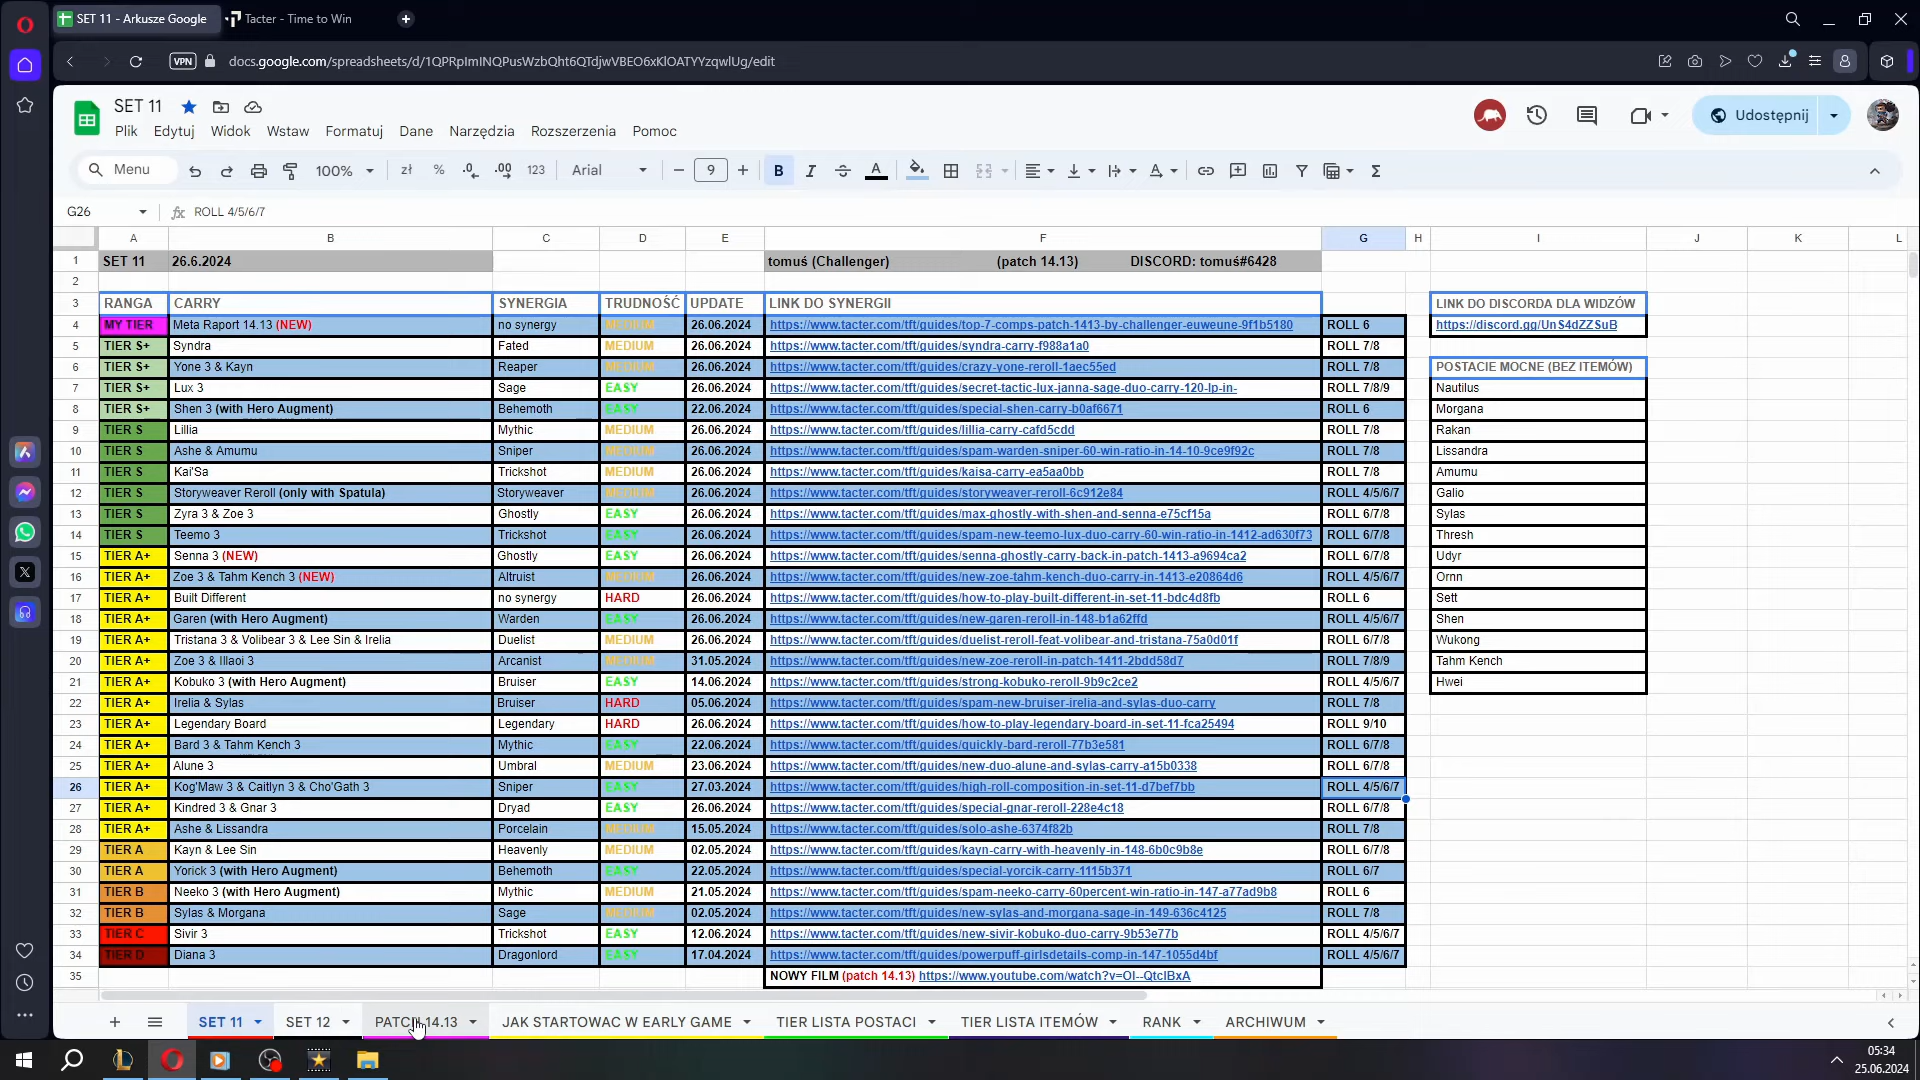 SET 11 - Arkusze Google
Tacter - Time to Win
VPN
docs.google.com/spreadsheets/d/1QPRpImINQPusWzbQht6QTdjwVBEO6xKlOATYYzqwlUg/edit
SET 11
Plik Edytuj Widok Wstaw Formatuj Dane Narzędzia Rozszerzenia Pomoc
Udostępnij
Menu 100% zł % .0 .00 123 Arial 9 B I A
G26 fx ROLL 4/5/6/7
A B C D E F G H I J K L
1 SET 11 26.6.2024 tomuś (Challenger) (patch 14.13) DISCORD: tomuś#6428
2
3 RANGA CARRY SYNERGIA TRUDNOŚĆ UPDATE LINK DO SYNERGII LINK DO DISCORDA DLA WIDZÓW
4 MY TIER Meta Raport 14.13 (NEW) no synergy MEDIUM 26.06.2024 https://www.tacter.com/tft/guides/top-7-comps-patch-1413-by-challenger-euweune-9f1b5180 ROLL 6 https://discord.gg/UnS4dZZSuB
5 TIER S+ Syndra Fated MEDIUM 26.06.2024 https://www.tacter.com/tft/guides/syndra-carry-f988a1a0 ROLL 7/8
6 TIER S+ Yone 3 & Kayn Reaper MEDIUM 26.06.2024 https://www.tacter.com/tft/guides/crazy-yone-reroll-1aec55ed ROLL 7/8 POSTACIE MOCNE (BEZ ITEMÓW)
7 TIER S+ Lux 3 Sage EASY 26.06.2024 https://www.tacter.com/tft/guides/secret-tactic-lux-janna-sage-duo-carry-120-lp-in- ROLL 7/8/9 Nautilus
8 TIER S+ Shen 3 (with Hero Augment) Behemoth EASY 22.06.2024 https://www.tacter.com/tft/guides/special-shen-carry-b0af6671 ROLL 6 Morgana
9 TIER S Lillia Mythic MEDIUM 26.06.2024 https://www.tacter.com/tft/guides/lillia-carry-cafd5cdd ROLL 7/8 Rakan
10 TIER S Ashe & Amumu Sniper MEDIUM 26.06.2024 https://www.tacter.com/tft/guides/spam-warden-sniper-60-win-ratio-in-14-10-9ce9f92c ROLL 7/8 Lissandra
11 TIER S Kai'Sa Trickshot MEDIUM 26.06.2024 https://www.tacter.com/tft/guides/kaisa-carry-ea5aa0bb ROLL 7/8 Amumu
12 TIER S Storyweaver Reroll (only with Spatula) Storyweaver MEDIUM 26.06.2024 https://www.tacter.com/tft/guides/storyweaver-reroll-6c912e84 ROLL 4/5/6/7 Galio
13 TIER S Zyra 3 & Zoe 3 Ghostly EASY 26.06.2024 https://www.tacter.com/tft/guides/max-ghostly-with-shen-and-senna-e75cf15a ROLL 6/7/8 Sylas
14 TIER S Teemo 3 Trickshot EASY 26.06.2024 https://www.tacter.com/tft/guides/spam-new-teemo-lux-duo-carry-60-win-ratio-in-1412-ad630f73 ROLL 6/7/8 Thresh
15 TIER A+ Senna 3 (NEW) Ghostly EASY 26.06.2024 https://www.tacter.com/tft/guides/senna-ghostly-carry-back-in-patch-1413-a9694ca2 ROLL 6/7/8 Udyr
16 TIER A+ Zoe 3 & Tahm Kench 3 (NEW) Altruist MEDIUM 26.06.2024 https://www.tacter.com/tft/guides/new-zoe-tahm-kench-duo-carry-in-1413-e20864d6 ROLL 4/5/6/7 Ornn
17 TIER A+ Built Different no synergy HARD 26.06.2024 https://www.tacter.com/tft/guides/how-to-play-built-different-in-set-11-bdc4d8fb ROLL 6 Sett
18 TIER A+ Garen (with Hero Augment) Warden EASY 26.06.2024 https://www.tacter.com/tft/guides/new-garen-reroll-in-148-b1a62ffd ROLL 4/5/6/7 Shen
19 TIER A+ Tristana 3 & Volibear 3 & Lee Sin & Irelia Duelist MEDIUM 26.06.2024 https://www.tacter.com/tft/guides/duelist-reroll-feat-volibear-and-tristana-75a0d01f ROLL 6/7/8 Wukong
20 TIER A+ Zoe 3 & Illaoi 3 Arcanist MEDIUM 31.05.2024 https://www.tacter.com/tft/guides/new-zoe-reroll-in-patch-1411-2bdd58d7 ROLL 7/8/9 Tahm Kench
21 TIER A+ Kobuko 3 (with Hero Augment) Bruiser EASY 14.06.2024 https://www.tacter.com/tft/guides/strong-kobuko-reroll-9b9c2ce2 ROLL 4/5/6/7 Hwei
22 TIER A+ Irelia & Sylas Bruiser HARD 05.06.2024 https://www.tacter.com/tft/guides/spam-new-bruiser-irelia-and-sylas-duo-carry ROLL 7/8
23 TIER A+ Legendary Board Legendary HARD 26.06.2024 https://www.tacter.com/tft/guides/how-to-play-legendary-board-in-set-11-fca25494 ROLL 9/10
24 TIER A+ Bard 3 & Tahm Kench 3 Mythic EASY 22.06.2024 https://www.tacter.com/tft/guides/quickly-bard-reroll-77b3e581 ROLL 6/7/8
25 TIER A+ Alune 3 Umbral MEDIUM 23.06.2024 https://www.tacter.com/tft/guides/new-duo-alune-and-sylas-carry-a15b0338 ROLL 6/7/8
26 TIER A+ Kog'Maw 3 & Caitlyn 3 & Cho'Gath 3 Sniper EASY 27.03.2024 https://www.tacter.com/tft/guides/high-roll-composition-in-set-11-d7bef7bb ROLL 4/5/6/7
27 TIER A+ Kindred 3 & Gnar 3 Dryad EASY 26.06.2024 https://www.tacter.com/tft/guides/special-gnar-reroll-228e4c18 ROLL 6/7/8
28 TIER A+ Ashe & Lissandra Porcelain MEDIUM 15.05.2024 https://www.tacter.com/tft/guides/solo-ashe-6374f82b ROLL 7/8
29 TIER A Kayn & Lee Sin Heavenly MEDIUM 02.05.2024 https://www.tacter.com/tft/guides/kayn-carry-with-heavenly-in-148-6b0c9b8e ROLL 6/7/8
30 TIER A Yorick 3 (with Hero Augment) Behemoth EASY 22.05.2024 https://www.tacter.com/tft/guides/special-yorcik-carry-1115b371 ROLL 6/7
31 TIER B Neeko 3 (with Hero Augment) Mythic MEDIUM 21.05.2024 https://www.tacter.com/tft/guides/spam-neeko-carry-60percent-win-ratio-in-147-a77ad9b8 ROLL 6
32 TIER B Sylas & Morgana Sage MEDIUM 02.05.2024 https://www.tacter.com/tft/guides/new-sylas-and-morgana-sage-in-149-636c4125 ROLL 7/8
33 TIER C Sivir 3 Trickshot EASY 12.06.2024 https://www.tacter.com/tft/guides/new-sivir-kobuko-duo-carry-9b53e77b ROLL 4/5/6/7
34 TIER D Diana 3 Dragonlord EASY 17.04.2024 https://www.tacter.com/tft/guides/powerpuff-girlsdetails-comp-in-147-1055d4bf ROLL 4/5/6/7
35 NOWY FILM (patch 14.13) https://www.youtube.com/watch?v=OI--QtcIBxA
SET 11 SET 12 PATCH 14.13 JAK STARTOWAC W EARLY GAME TIER LISTA POSTACI TIER LISTA ITEMÓW RANK ARCHIWUM
05:34
25.06.2024